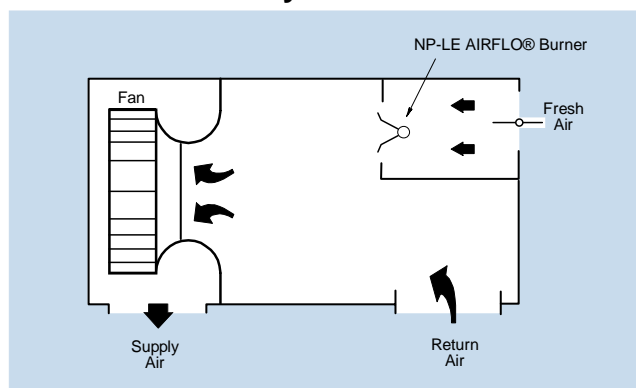 NP-LE AIRFLO® Burner
Fan
Fresh
Air
Supply
Air
Return
Air